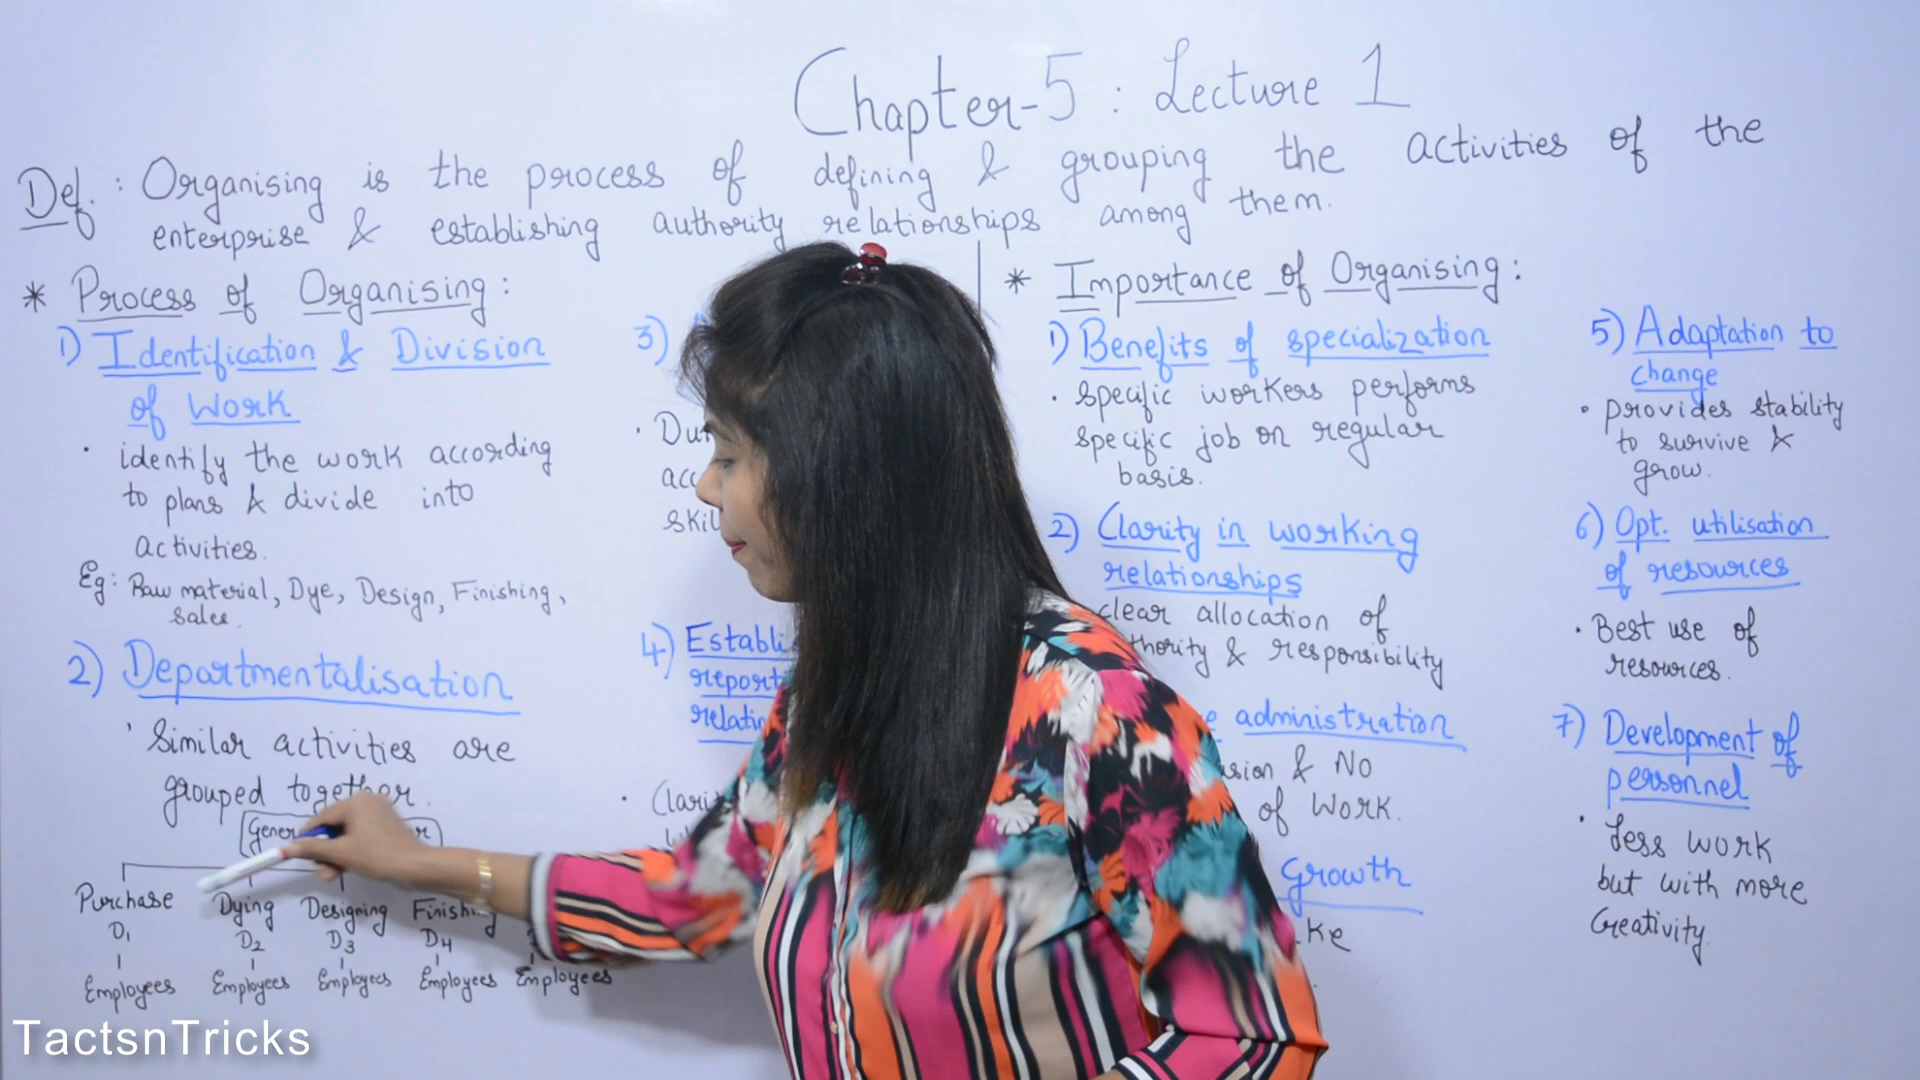 Chapter-5 : Lecture 1
Def. : Organising is the process of defining & grouping the activities of the
enterprise & establishing authority relationships among them.
* Process of Organising :
1) Identification & Division
of Work
· identify the work according
to plans & divide into
activities.
Eg: Raw material, Dye, Design, Finishing,
sales.
2) Departmentalisation
· Similar activities are
grouped together.
Purchase Dying Designing
D1 D2 D3 D4
Employees Employees Employees Employees Employees
3)
4)
* Importance of Organising :
1) Benefits of specialization
· specific workers performs
specific job on regular
basis.
2) Clarity in working
relationships
clear allocation of
& responsibility
administration
& No
of Work.
Growth
5) Adaptation to
change
· provides stability
to survive &
grow.
6) Opt. utilisation
of resources
· Best use of
resources.
7) Development of
personnel
· Less work
but with more
Creativity.
TactsnTricks